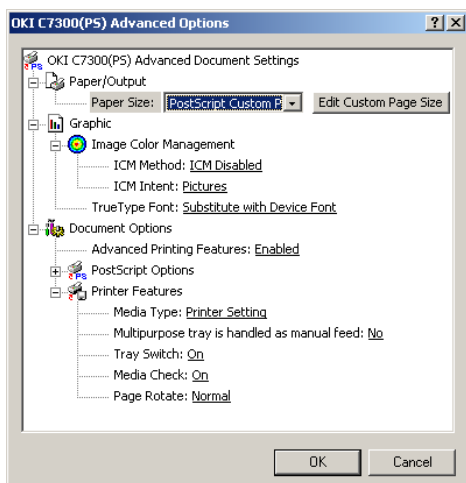 OKI C7300(PS) Advanced Options
OKI C7300(PS) Advanced Document Settings
Paper/Output
Paper Size: PostScript Custom P Edit Custom Page Size
Graphic
Image Color Management
ICM Method: ICM Disabled
ICM Intent: Pictures
TrueType Font: Substitute with Device Font
Document Options
Advanced Printing Features: Enabled
PostScript Options
Printer Features
Media Type: Printer Setting
Multipurpose tray is handled as manual feed: No
Tray Switch: On
Media Check: On
Page Rotate: Normal
OK Cancel